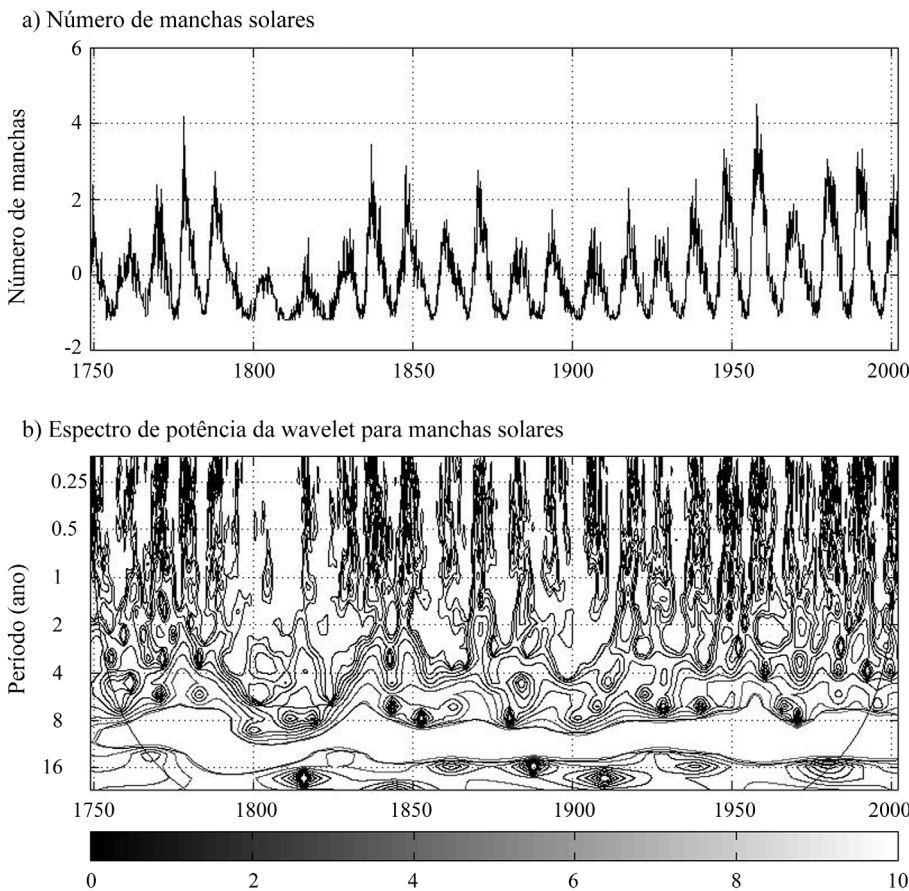 a) Número de manchas solares
Número de manchas
6
4
2
0
-2
1750 1800 1850 1900 1950 2000
b) Espectro de potência da wavelet para manchas solares
Período (ano)
0.25
0.5
1
2
4
8
16
1750 1800 1850 1900 1950 2000
0 2 4 6 8 10